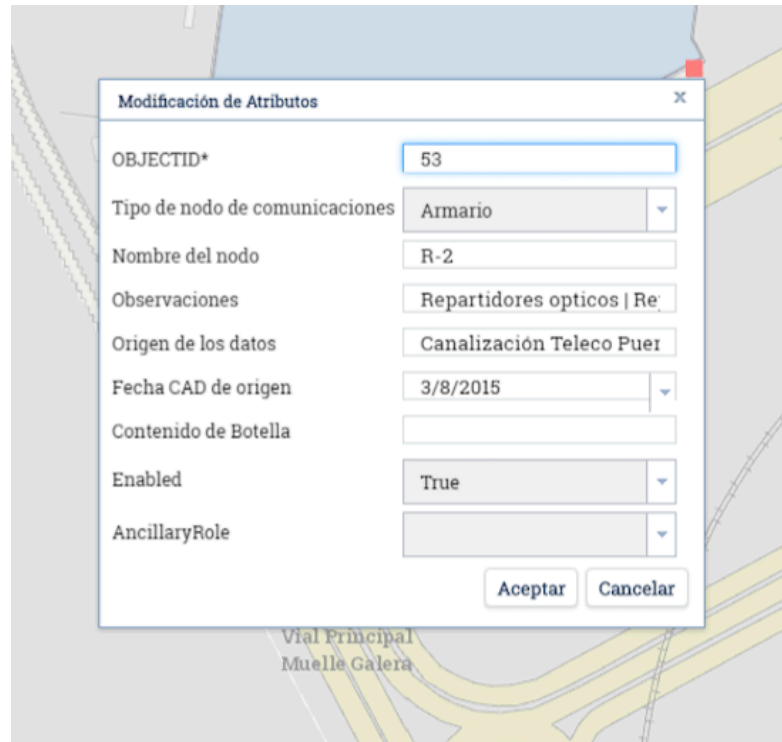 Modificación de Atributos x
OBJECTID* 53
Tipo de nodo de comunicaciones Armario
Nombre del nodo R-2
Observaciones Repartidores opticos |
Origen de los datos Canalización Teleco
Fecha CAD de origen 3/8/2015
Contenido de Botella
Enabled True
AncillaryRole
Aceptar Cancelar
Vial Principal
Muelle Galera